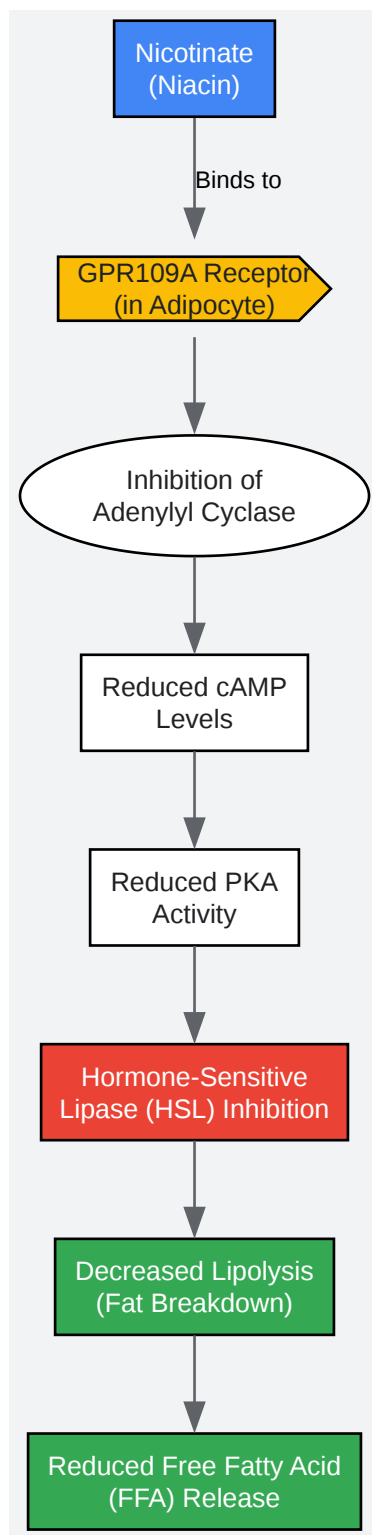 Nicotinate
(Niacin)
Binds to
GPR109A Receptor
(in Adipocyte)
Inhibition of
Adenylyl Cyclase
Reduced cAMP
Levels
Reduced PKA
Activity
Hormone-Sensitive
Lipase (HSL) Inhibition
Decreased Lipolysis
(Fat Breakdown)
Reduced Free Fatty Acid
(FFA) Release